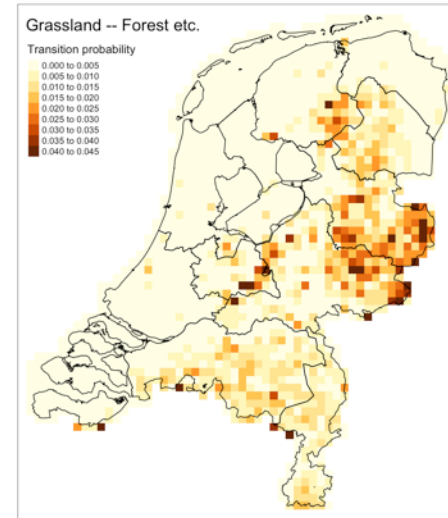 Grassland -- Forest etc.
Transition probability
0.000 to 0.005
0.005 to 0.010
0.010 to 0.015
0.015 to 0.020
0.020 to 0.025
0.025 to 0.030
0.030 to 0.035
0.035 to 0.040
0.040 to 0.045